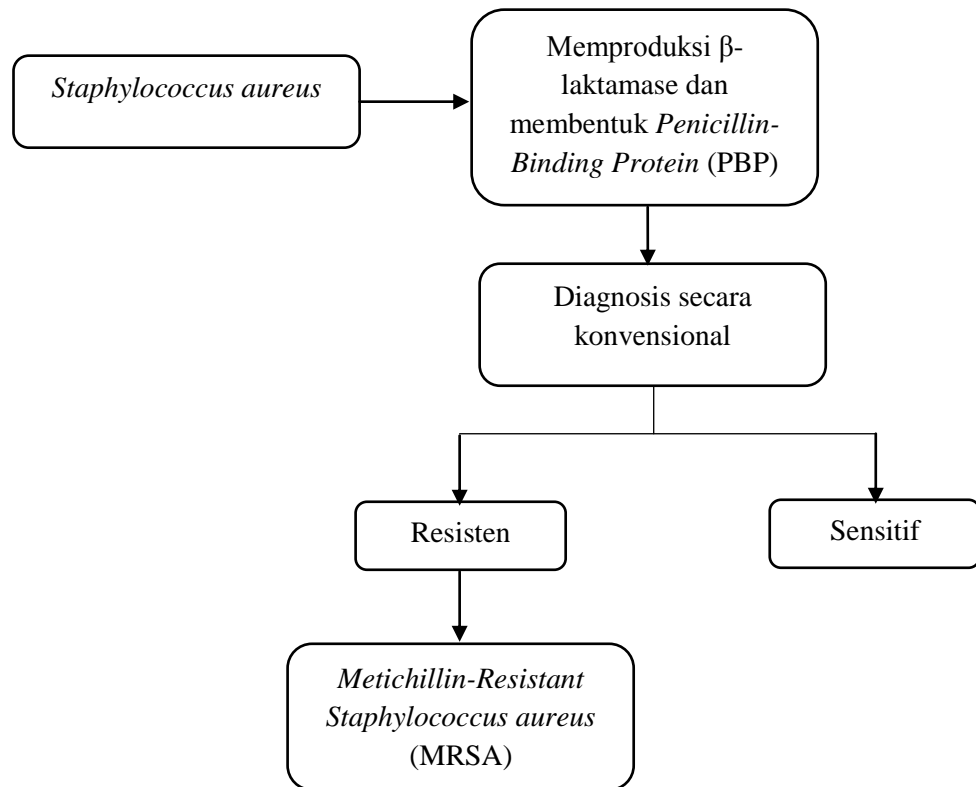 Staphylococcus aureus
Memproduksi β-
laktamase dan
membentuk Penicillin-
Binding Protein (PBP)
Diagnosis secara
konvensional
Resisten
Sensitif
Metichillin-Resistant
Staphylococcus aureus
(MRSA)